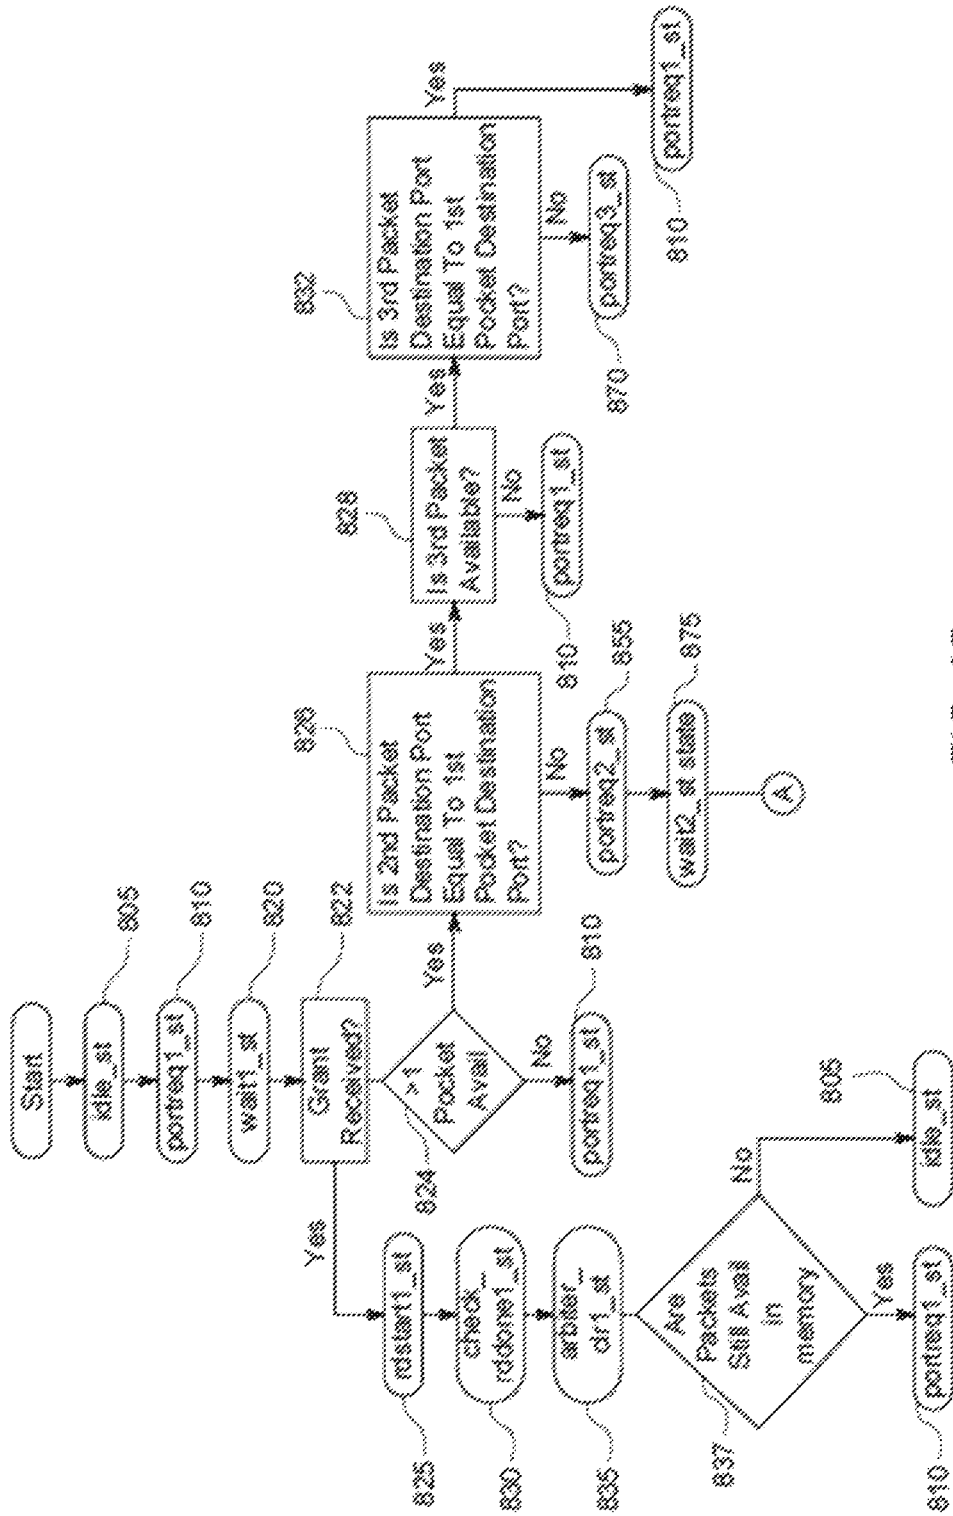 Start
idle_st
805
portreq1_st
810
wait1_st
820
Grant
Received?
822
Yes
>1
Pocket
Avail
824
Yes
No
portreq1_st
810
Is 2nd Packet
Destination Port
Equal To 1st
Pocket Destination
Port?
826
Yes
No
portreq2_st
855
wait2_st state
875
A
Is 3rd Packet
Available?
828
Yes
No
portreq1_st
810
Is 3rd Packet
Destination Port
Equal To 1st
Pocket Destination
Port?
832
Yes
No
portreq3_st
870
portreq1_st
810
rdstart1_st
825
check_
rddone1_st
830
arbiter_
dr1_st
835
Are
Packets
Still Avail
in
memory
837
No
idle_st
805
Yes
portreq1_st
810